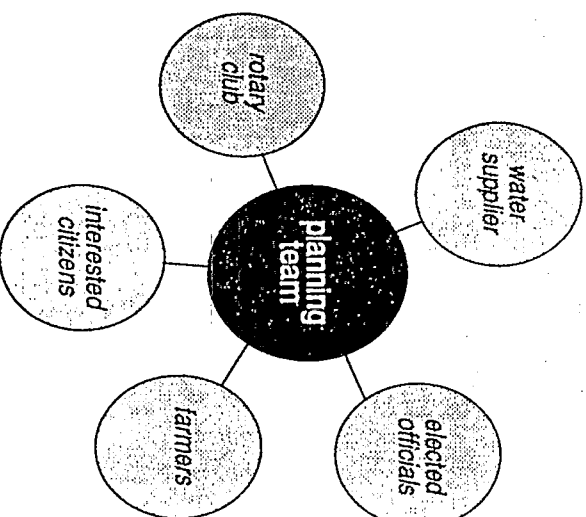 water
supplier
elected
officials
rotary
club
planning
team
interested
citizens
farmers